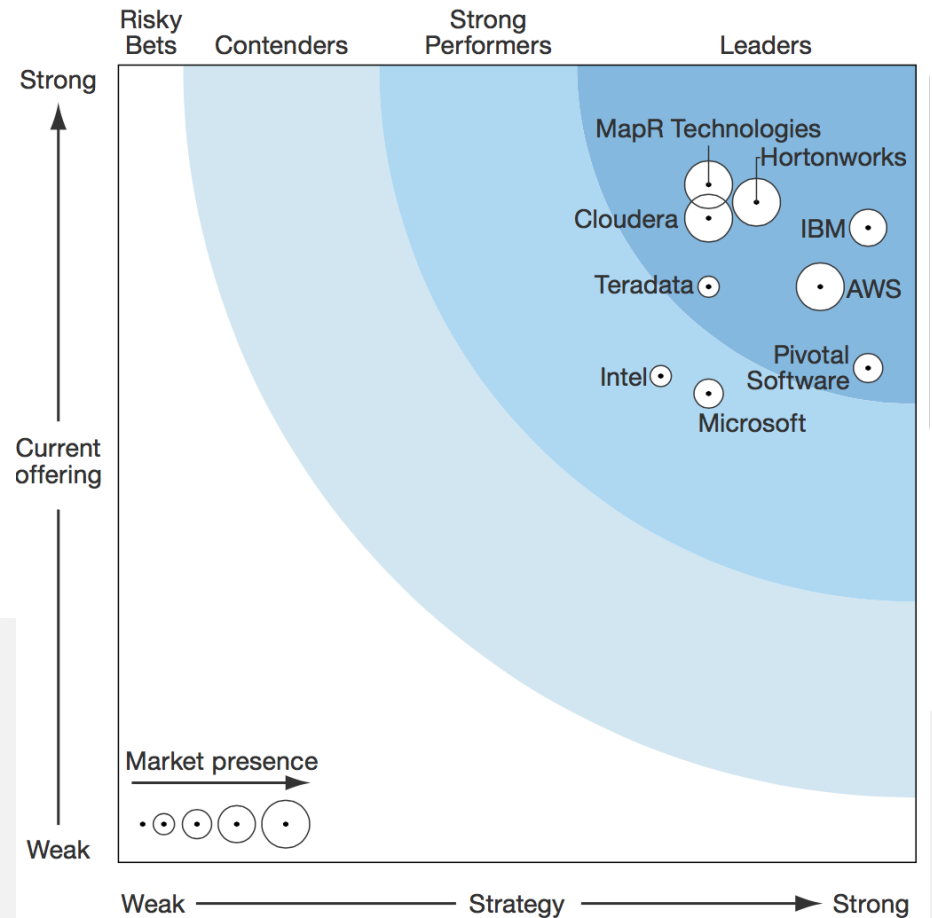 Risky
Bets
Contenders
Strong
Performers
Leaders
Strong
MapR Technologies
Hortonworks
Cloudera
IBM
Teradata
AWS
Pivotal
Software
Intel
Microsoft
Current
offering
Market presence
Weak
Weak
Strategy
Strong